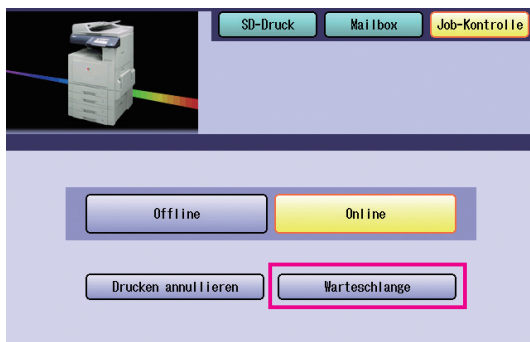 SD-Druck Mailbox Job-Kontrolle
Offline Online
Drucken annullieren Warteschlange